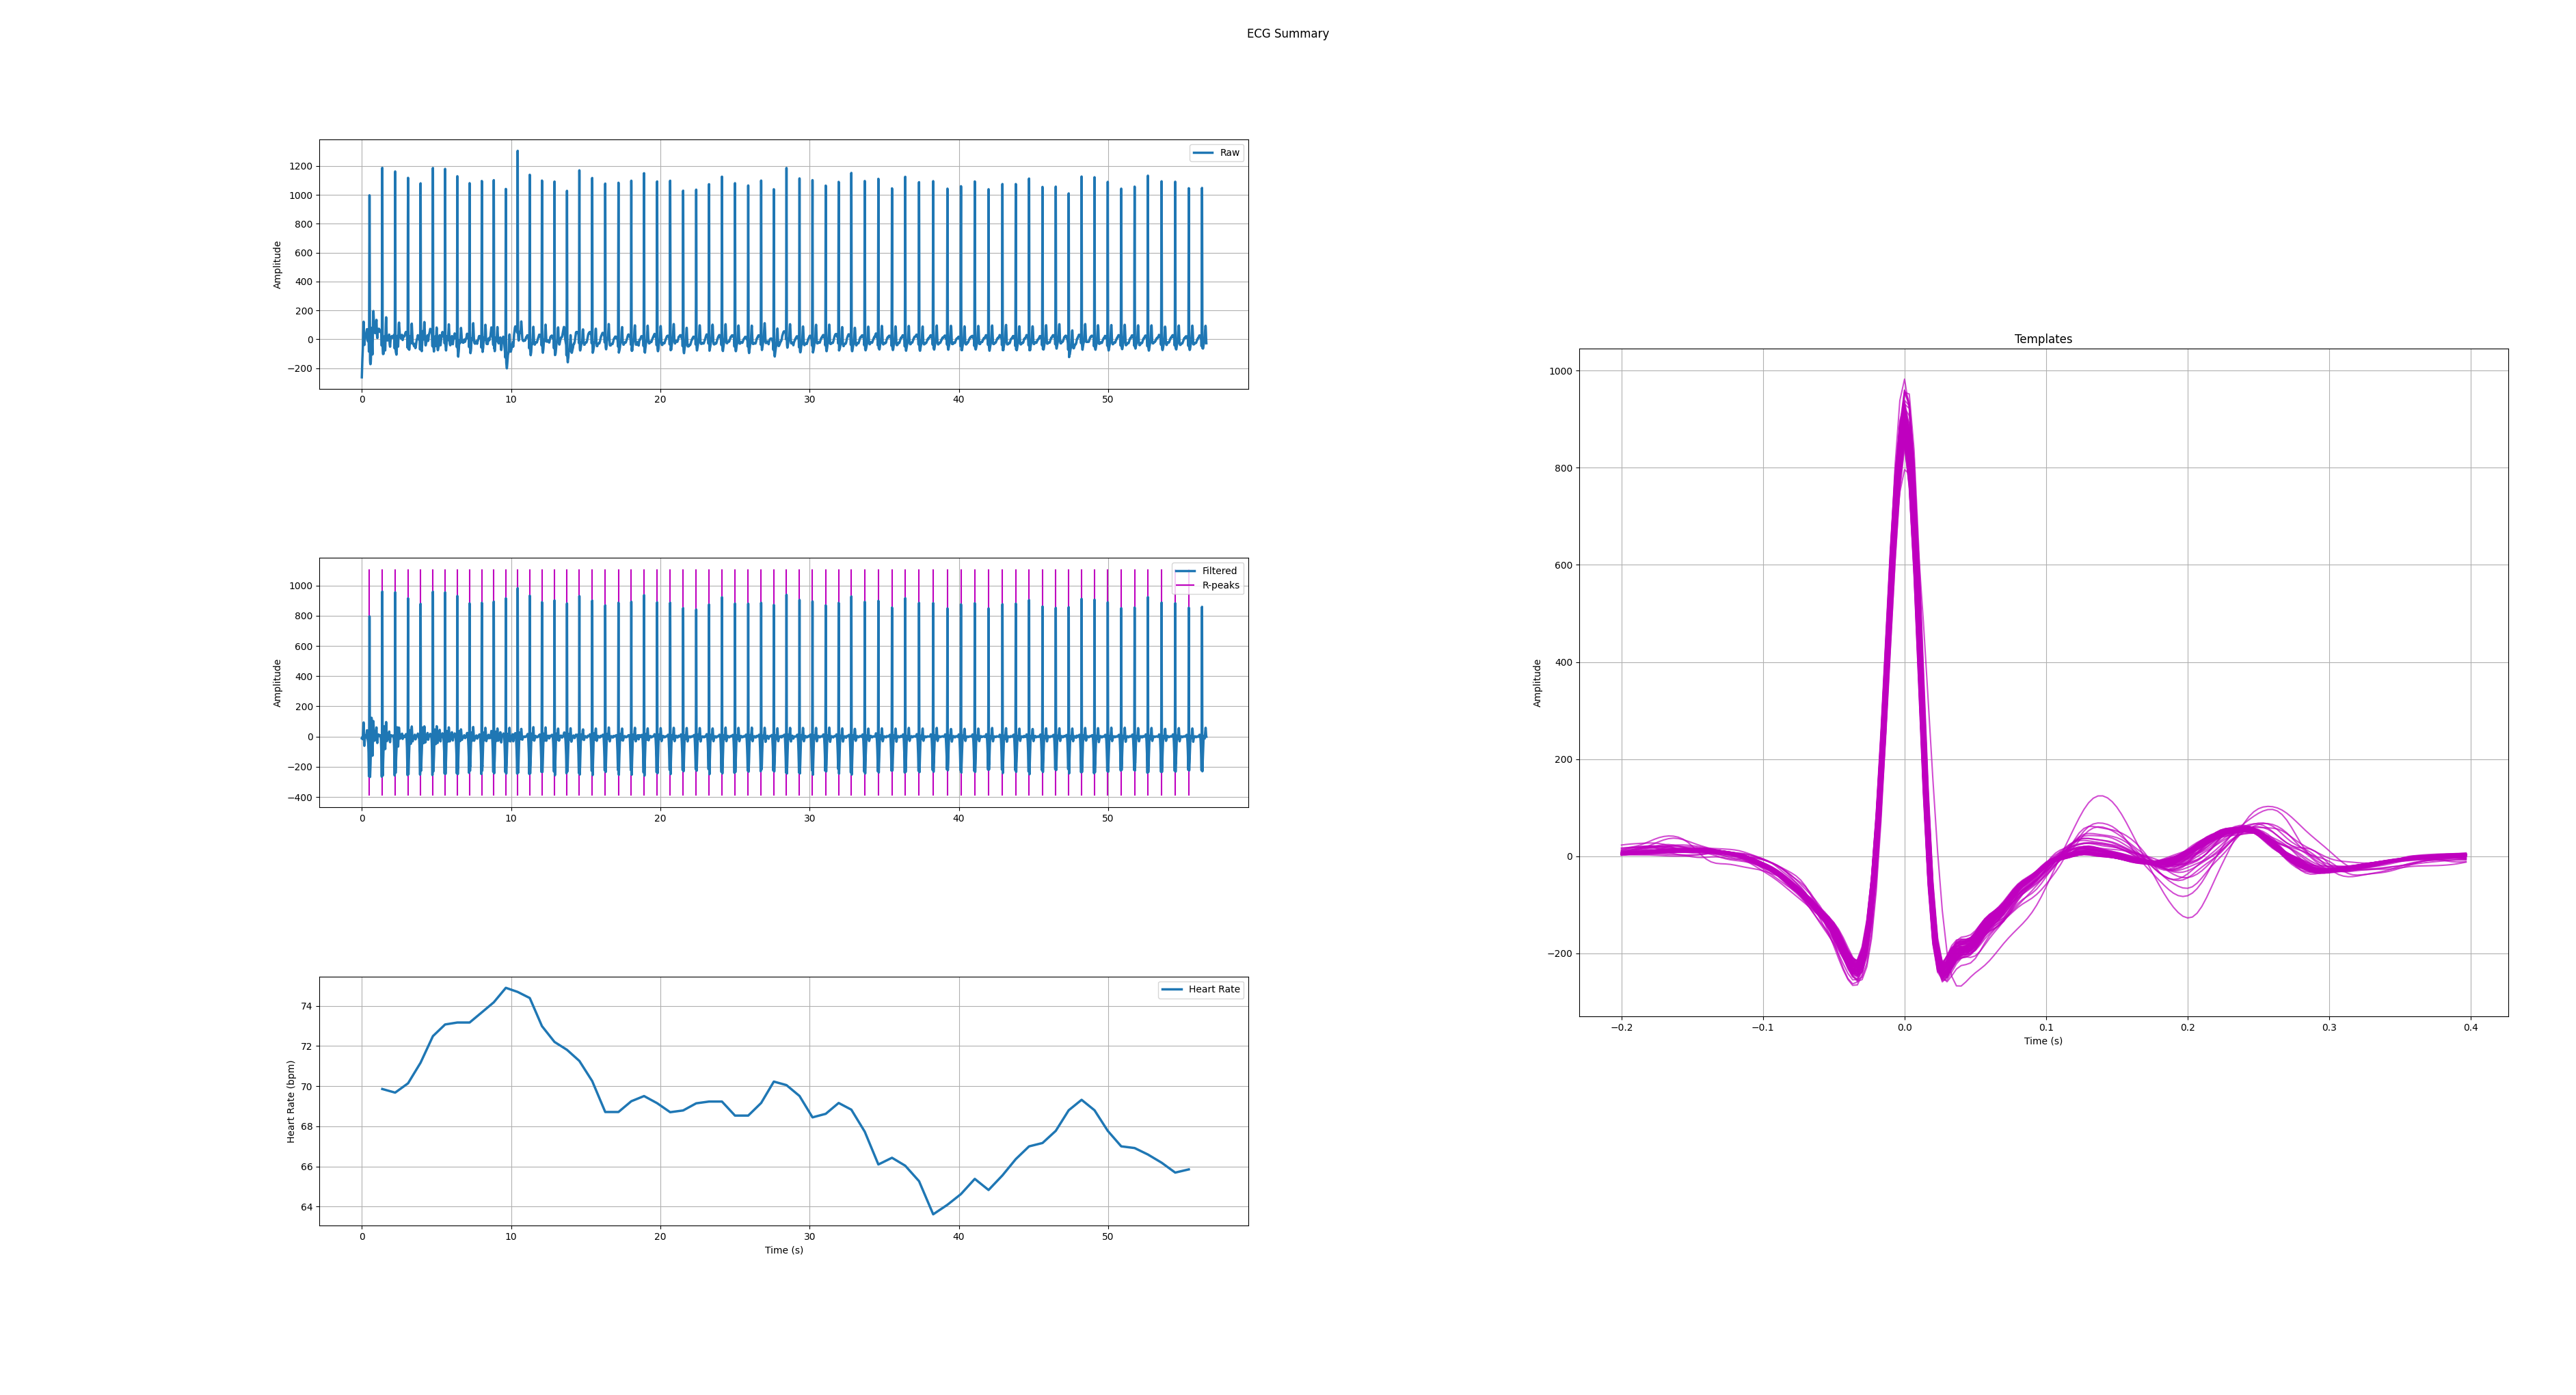 ECG Summary
Amplitude
1200
1000
800
600
400
200
0
−200
Raw
0 10 20 30 40 50
Amplitude
1000
800
600
400
200
0
−200
−400
Filtered
R-peaks
0 10 20 30 40 50
Heart Rate (bpm)
74
72
70
68
66
64
Heart Rate
0 10 20 30 40 50
Time (s)
Templates
Amplitude
1000
800
600
400
200
0
−200
−0.2 −0.1 0.0 0.1 0.2 0.3 0.4
Time (s)